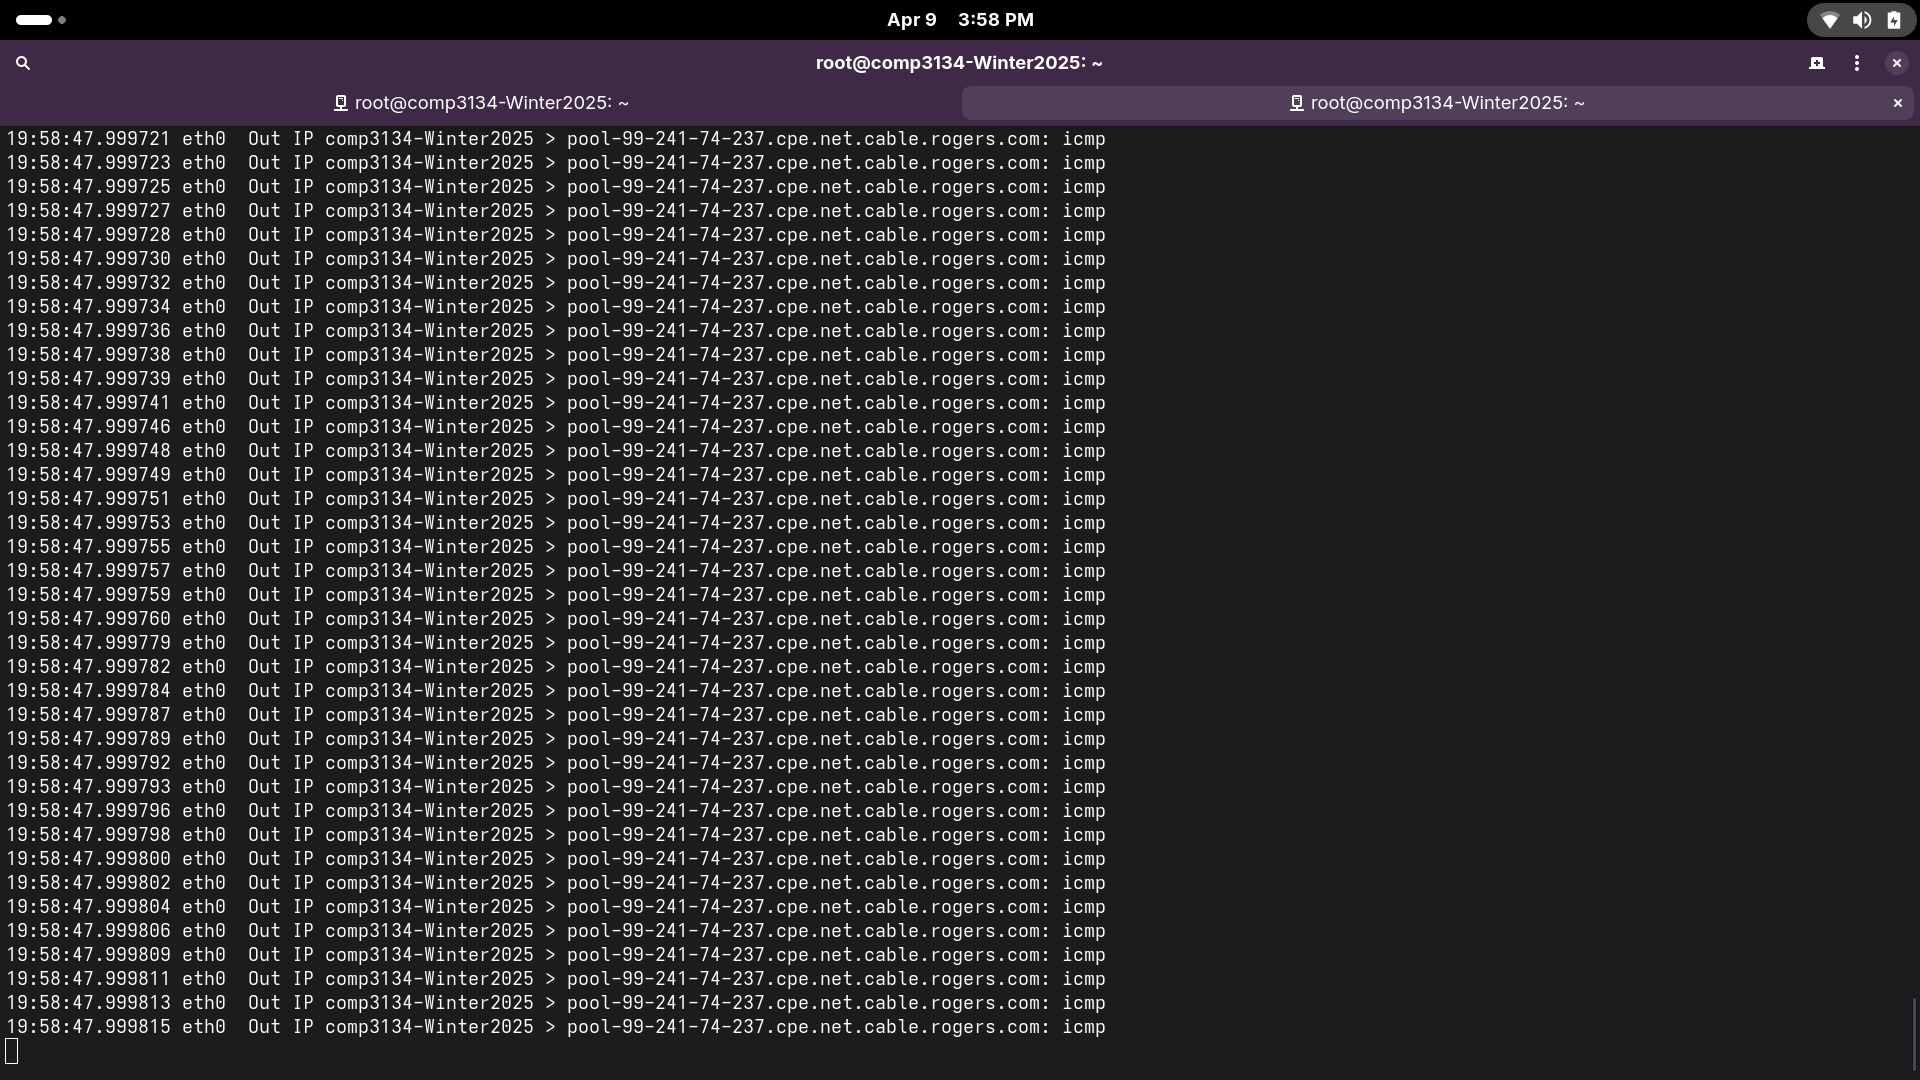 Apr 9 3:58 PM
root@comp3134-Winter2025: ~
root@comp3134-Winter2025: ~
root@comp3134-Winter2025: ~
19:58:47.999721 eth0  Out IP comp3134-Winter2025 > pool-99-241-74-237.cpe.net.cable.rogers.com: icmp
19:58:47.999723 eth0  Out IP comp3134-Winter2025 > pool-99-241-74-237.cpe.net.cable.rogers.com: icmp
19:58:47.999725 eth0  Out IP comp3134-Winter2025 > pool-99-241-74-237.cpe.net.cable.rogers.com: icmp
19:58:47.999727 eth0  Out IP comp3134-Winter2025 > pool-99-241-74-237.cpe.net.cable.rogers.com: icmp
19:58:47.999728 eth0  Out IP comp3134-Winter2025 > pool-99-241-74-237.cpe.net.cable.rogers.com: icmp
19:58:47.999730 eth0  Out IP comp3134-Winter2025 > pool-99-241-74-237.cpe.net.cable.rogers.com: icmp
19:58:47.999732 eth0  Out IP comp3134-Winter2025 > pool-99-241-74-237.cpe.net.cable.rogers.com: icmp
19:58:47.999734 eth0  Out IP comp3134-Winter2025 > pool-99-241-74-237.cpe.net.cable.rogers.com: icmp
19:58:47.999736 eth0  Out IP comp3134-Winter2025 > pool-99-241-74-237.cpe.net.cable.rogers.com: icmp
19:58:47.999738 eth0  Out IP comp3134-Winter2025 > pool-99-241-74-237.cpe.net.cable.rogers.com: icmp
19:58:47.999739 eth0  Out IP comp3134-Winter2025 > pool-99-241-74-237.cpe.net.cable.rogers.com: icmp
19:58:47.999741 eth0  Out IP comp3134-Winter2025 > pool-99-241-74-237.cpe.net.cable.rogers.com: icmp
19:58:47.999746 eth0  Out IP comp3134-Winter2025 > pool-99-241-74-237.cpe.net.cable.rogers.com: icmp
19:58:47.999748 eth0  Out IP comp3134-Winter2025 > pool-99-241-74-237.cpe.net.cable.rogers.com: icmp
19:58:47.999749 eth0  Out IP comp3134-Winter2025 > pool-99-241-74-237.cpe.net.cable.rogers.com: icmp
19:58:47.999751 eth0  Out IP comp3134-Winter2025 > pool-99-241-74-237.cpe.net.cable.rogers.com: icmp
19:58:47.999753 eth0  Out IP comp3134-Winter2025 > pool-99-241-74-237.cpe.net.cable.rogers.com: icmp
19:58:47.999755 eth0  Out IP comp3134-Winter2025 > pool-99-241-74-237.cpe.net.cable.rogers.com: icmp
19:58:47.999757 eth0  Out IP comp3134-Winter2025 > pool-99-241-74-237.cpe.net.cable.rogers.com: icmp
19:58:47.999759 eth0  Out IP comp3134-Winter2025 > pool-99-241-74-237.cpe.net.cable.rogers.com: icmp
19:58:47.999760 eth0  Out IP comp3134-Winter2025 > pool-99-241-74-237.cpe.net.cable.rogers.com: icmp
19:58:47.999779 eth0  Out IP comp3134-Winter2025 > pool-99-241-74-237.cpe.net.cable.rogers.com: icmp
19:58:47.999782 eth0  Out IP comp3134-Winter2025 > pool-99-241-74-237.cpe.net.cable.rogers.com: icmp
19:58:47.999784 eth0  Out IP comp3134-Winter2025 > pool-99-241-74-237.cpe.net.cable.rogers.com: icmp
19:58:47.999787 eth0  Out IP comp3134-Winter2025 > pool-99-241-74-237.cpe.net.cable.rogers.com: icmp
19:58:47.999789 eth0  Out IP comp3134-Winter2025 > pool-99-241-74-237.cpe.net.cable.rogers.com: icmp
19:58:47.999792 eth0  Out IP comp3134-Winter2025 > pool-99-241-74-237.cpe.net.cable.rogers.com: icmp
19:58:47.999793 eth0  Out IP comp3134-Winter2025 > pool-99-241-74-237.cpe.net.cable.rogers.com: icmp
19:58:47.999796 eth0  Out IP comp3134-Winter2025 > pool-99-241-74-237.cpe.net.cable.rogers.com: icmp
19:58:47.999798 eth0  Out IP comp3134-Winter2025 > pool-99-241-74-237.cpe.net.cable.rogers.com: icmp
19:58:47.999800 eth0  Out IP comp3134-Winter2025 > pool-99-241-74-237.cpe.net.cable.rogers.com: icmp
19:58:47.999802 eth0  Out IP comp3134-Winter2025 > pool-99-241-74-237.cpe.net.cable.rogers.com: icmp
19:58:47.999804 eth0  Out IP comp3134-Winter2025 > pool-99-241-74-237.cpe.net.cable.rogers.com: icmp
19:58:47.999806 eth0  Out IP comp3134-Winter2025 > pool-99-241-74-237.cpe.net.cable.rogers.com: icmp
19:58:47.999809 eth0  Out IP comp3134-Winter2025 > pool-99-241-74-237.cpe.net.cable.rogers.com: icmp
19:58:47.999811 eth0  Out IP comp3134-Winter2025 > pool-99-241-74-237.cpe.net.cable.rogers.com: icmp
19:58:47.999813 eth0  Out IP comp3134-Winter2025 > pool-99-241-74-237.cpe.net.cable.rogers.com: icmp
19:58:47.999815 eth0  Out IP comp3134-Winter2025 > pool-99-241-74-237.cpe.net.cable.rogers.com: icmp